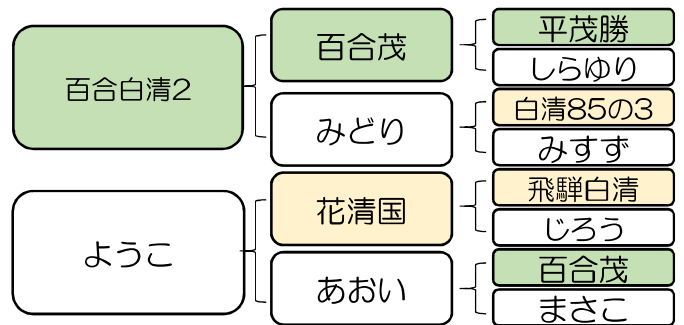 百合白清2
百合茂
平茂勝
しらゆり
みどり
白清85の3
みすず
ようこ
花清国
飛騨白清
じろう
あおい
百合茂
まさこ